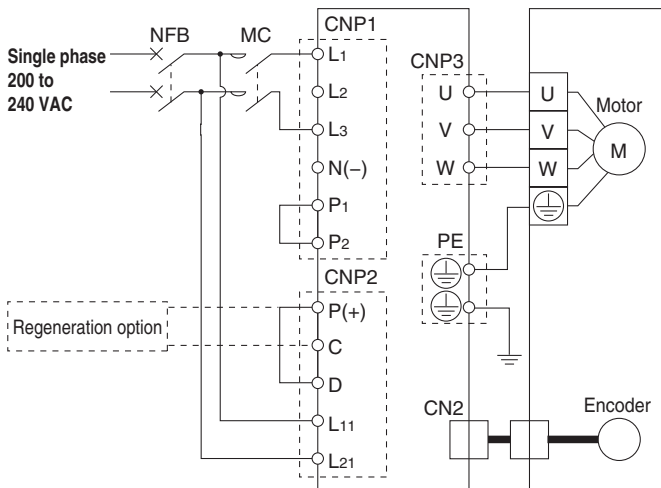 Single phase
200 to
240 VAC
NFB
MC
CNP1
L1
L2
L3
N(−)
P1
P2
CNP2
P(+)
C
D
L11
L21
Regeneration option
CNP3
U
V
W
PE
CN2
U
V
W
Motor
M
Encoder